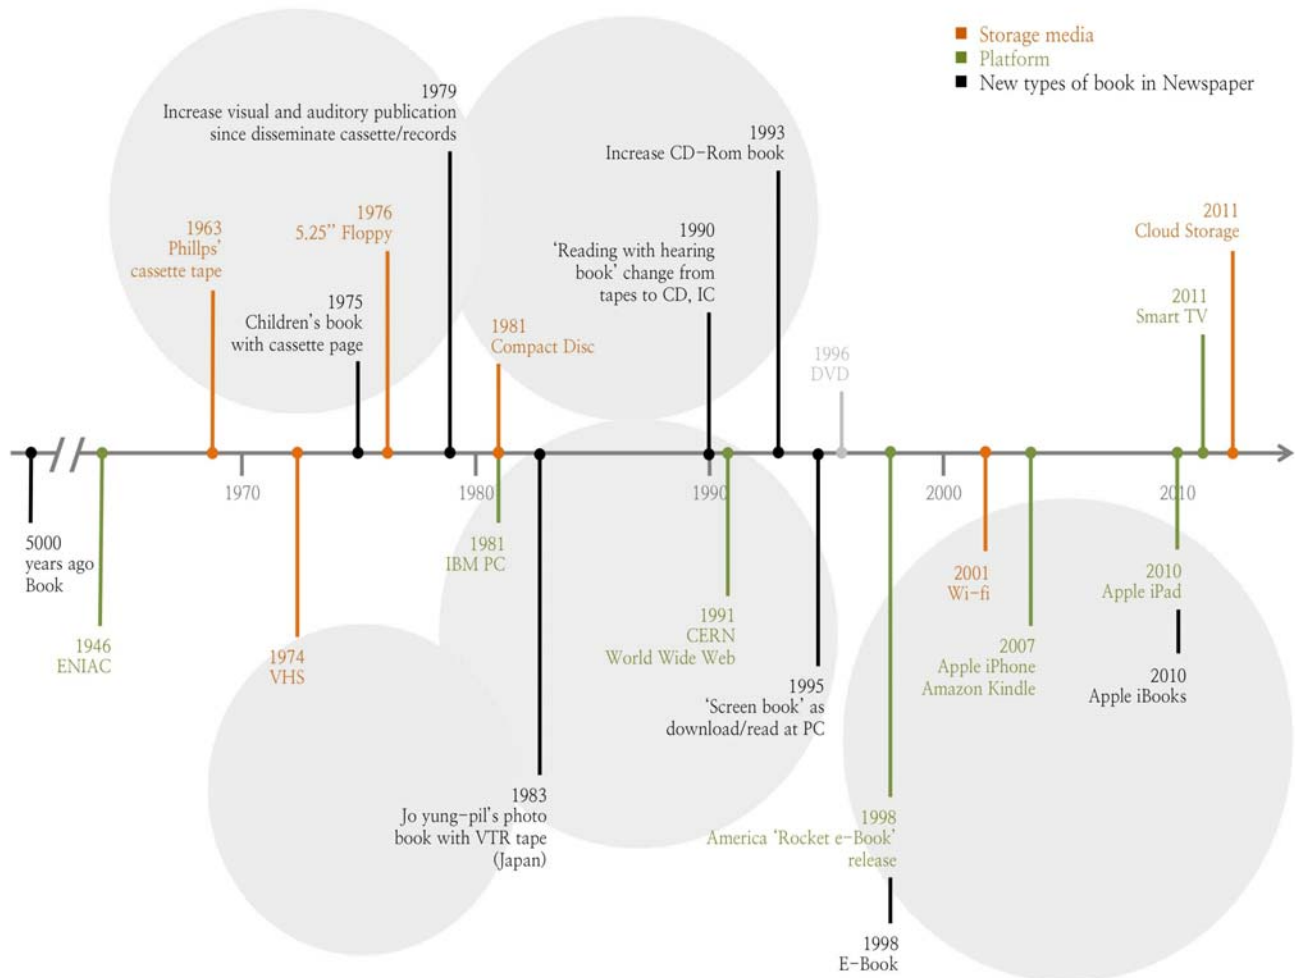 Storage media
Platform
New types of book in Newspaper
1979
Increase visual and auditory publication
since disseminate cassette/records
1993
Increase CD-Rom book
1963
Phillps'
cassette tape
1976
5.25" Floppy
1990
'Reading with hearing
book' change from
tapes to CD, IC
2011
Cloud Storage
1975
Children's book
with cassette page
1981
Compact Disc
2011
Smart TV
1996
DVD
1970
1980
1990
2000
2010
5000
years ago
Book
1946
ENIAC
1974
VHS
1981
IBM PC
1983
Jo yung-pil's photo
book with VTR tape
(Japan)
1991
CERN
World Wide Web
1995
'Screen book' as
download/read at PC
1998
America 'Rocket e-Book'
release
1998
E-Book
2001
Wi-fi
2007
Apple iPhone
Amazon Kindle
2010
Apple iPad
2010
Apple iBooks